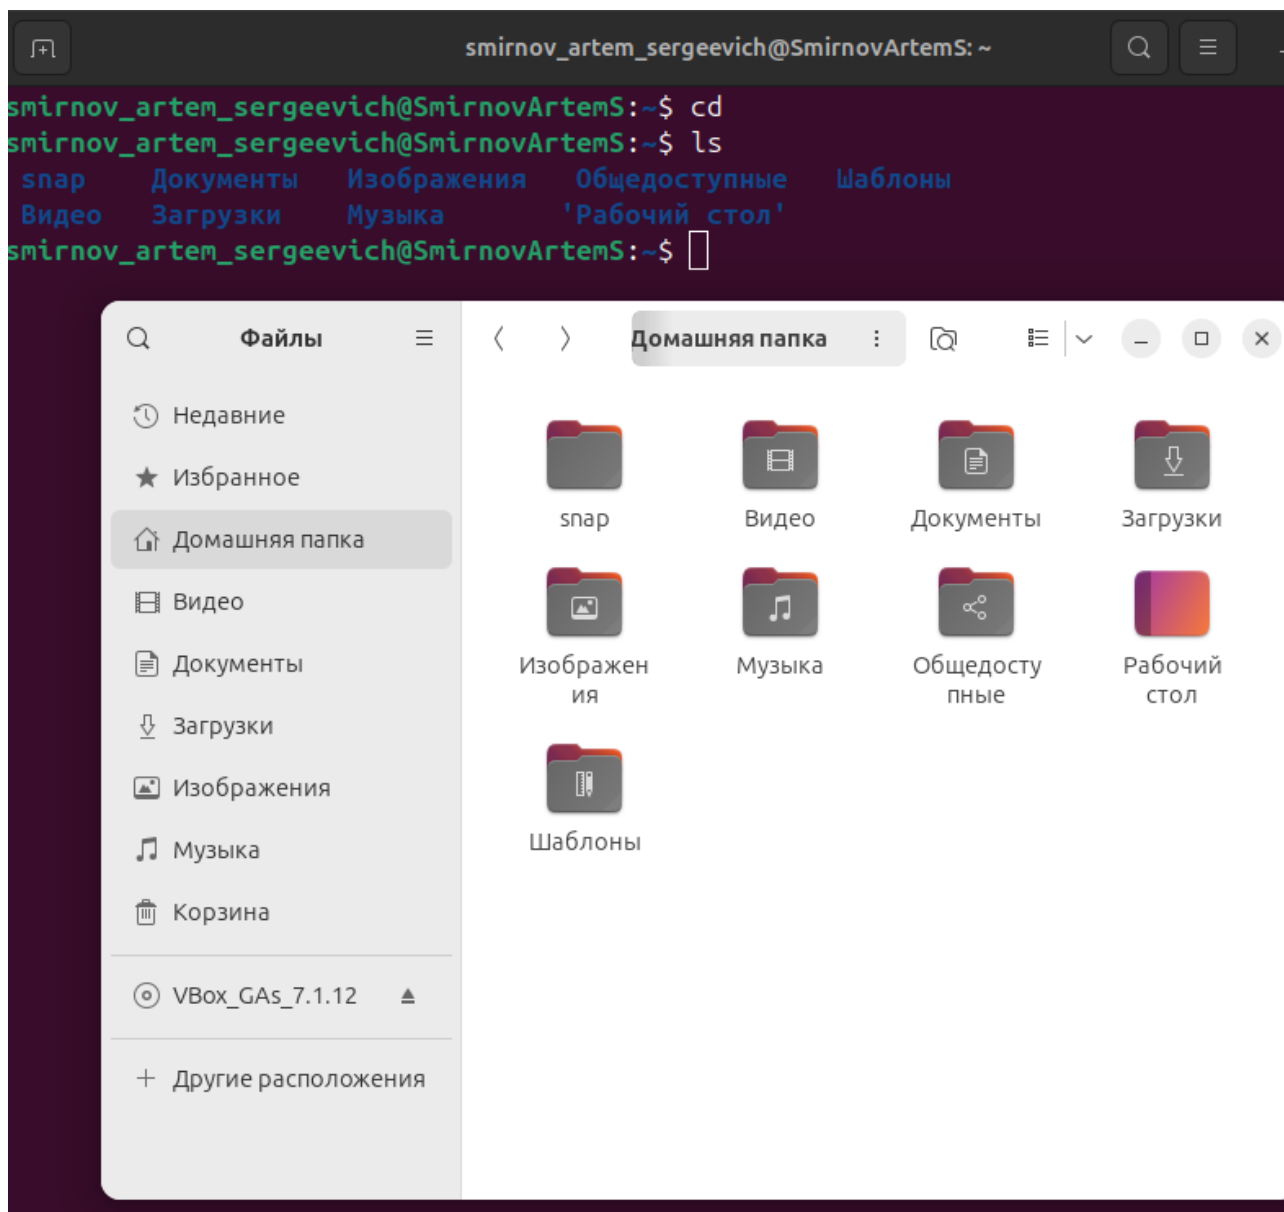 smirnov_artem_sergeevich@SmirnovArtemS: ~
smirnov_artem_sergeevich@SmirnovArtemS:~$ cd
smirnov_artem_sergeevich@SmirnovArtemS:~$ ls
snap Документы Изображения Общедоступные Шаблоны
Видео Загрузки Музыка 'Рабочий стол'
smirnov_artem_sergeevich@SmirnovArtemS:~$
Файлы
Недавние
Избранное
Домашняя папка
Видео
Документы
Загрузки
Изображения
Музыка
Корзина
VBox_GAs_7.1.12
Другие расположения
Домашняя папка
snap Видео Документы Загрузки
Изображен Музыка Общедосту Рабочий
ия пные стол
Шаблоны